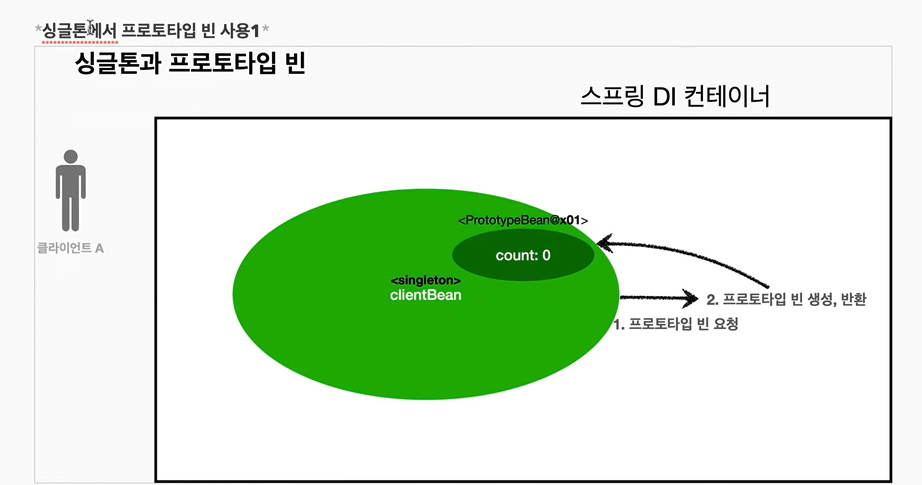 *싱글톤에서 프로토타입 빈 사용1*
싱글톤과 프로토타입 빈
스프링 DI 컨테이너
<PrototypeBean@x01>
count: 0
클라이언트 A
<singleton>
clientBean
2. 프로토타입 빈 생성, 반환
1. 프로토타입 빈 요청